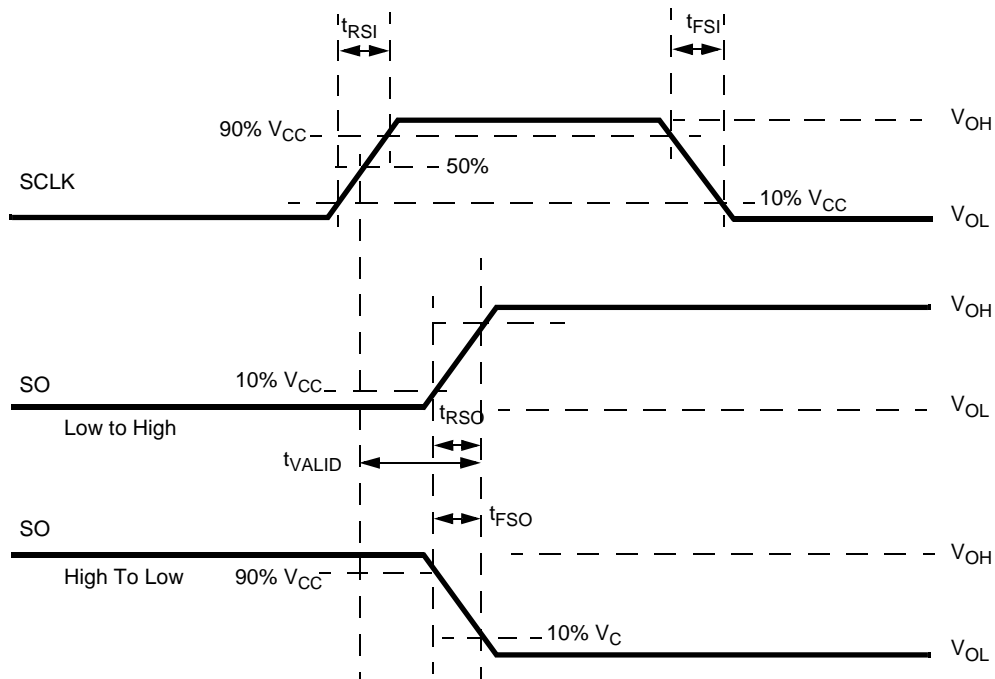 tRSI
tFSI
90% VCC
VOH
50%
SCLK
10% VCC
VOL
VOH
SO
10% VCC
tRSO
VOL
Low to High
tVALID
SO
tFSO
VOH
High To Low
90% VCC
10% VC
VOL